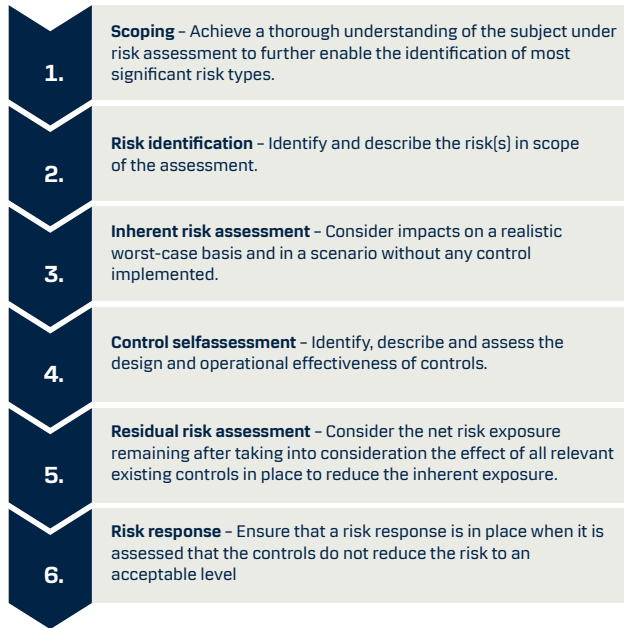 1.
Scoping – Achieve a thorough understanding of the subject under
risk assessment to further enable the identification of most
significant risk types.
2.
Risk identification – Identify and describe the risk(s) in scope
of the assessment.
3.
Inherent risk assessment – Consider impacts on a realistic
worst-case basis and in a scenario without any control
implemented.
4.
Control selfassessment – Identify, describe and assess the
design and operational effectiveness of controls.
5.
Residual risk assessment – Consider the net risk exposure
remaining after taking into consideration the effect of all relevant
existing controls in place to reduce the inherent exposure.
6.
Risk response – Ensure that a risk response is in place when it is
assessed that the controls do not reduce the risk to an
acceptable level